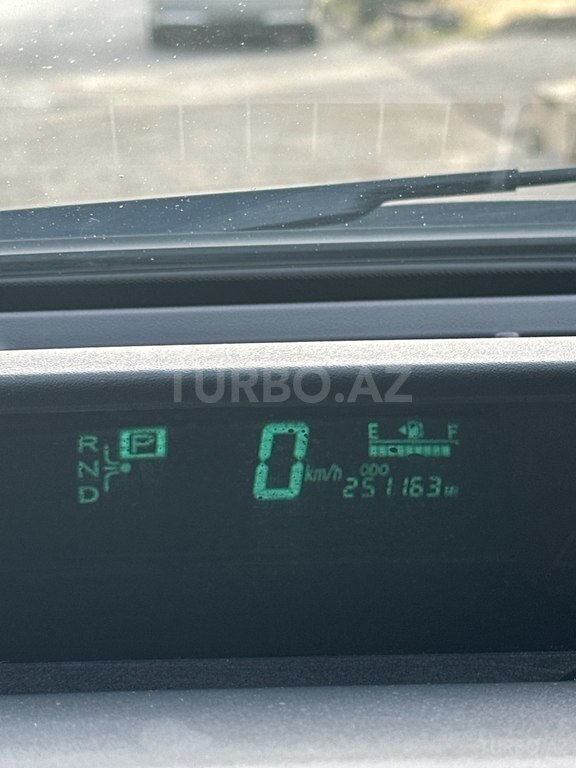 TURBO.AZ
R P
N
D
0 km/h
E F
ODO
251163 MI
TURBO.AZ